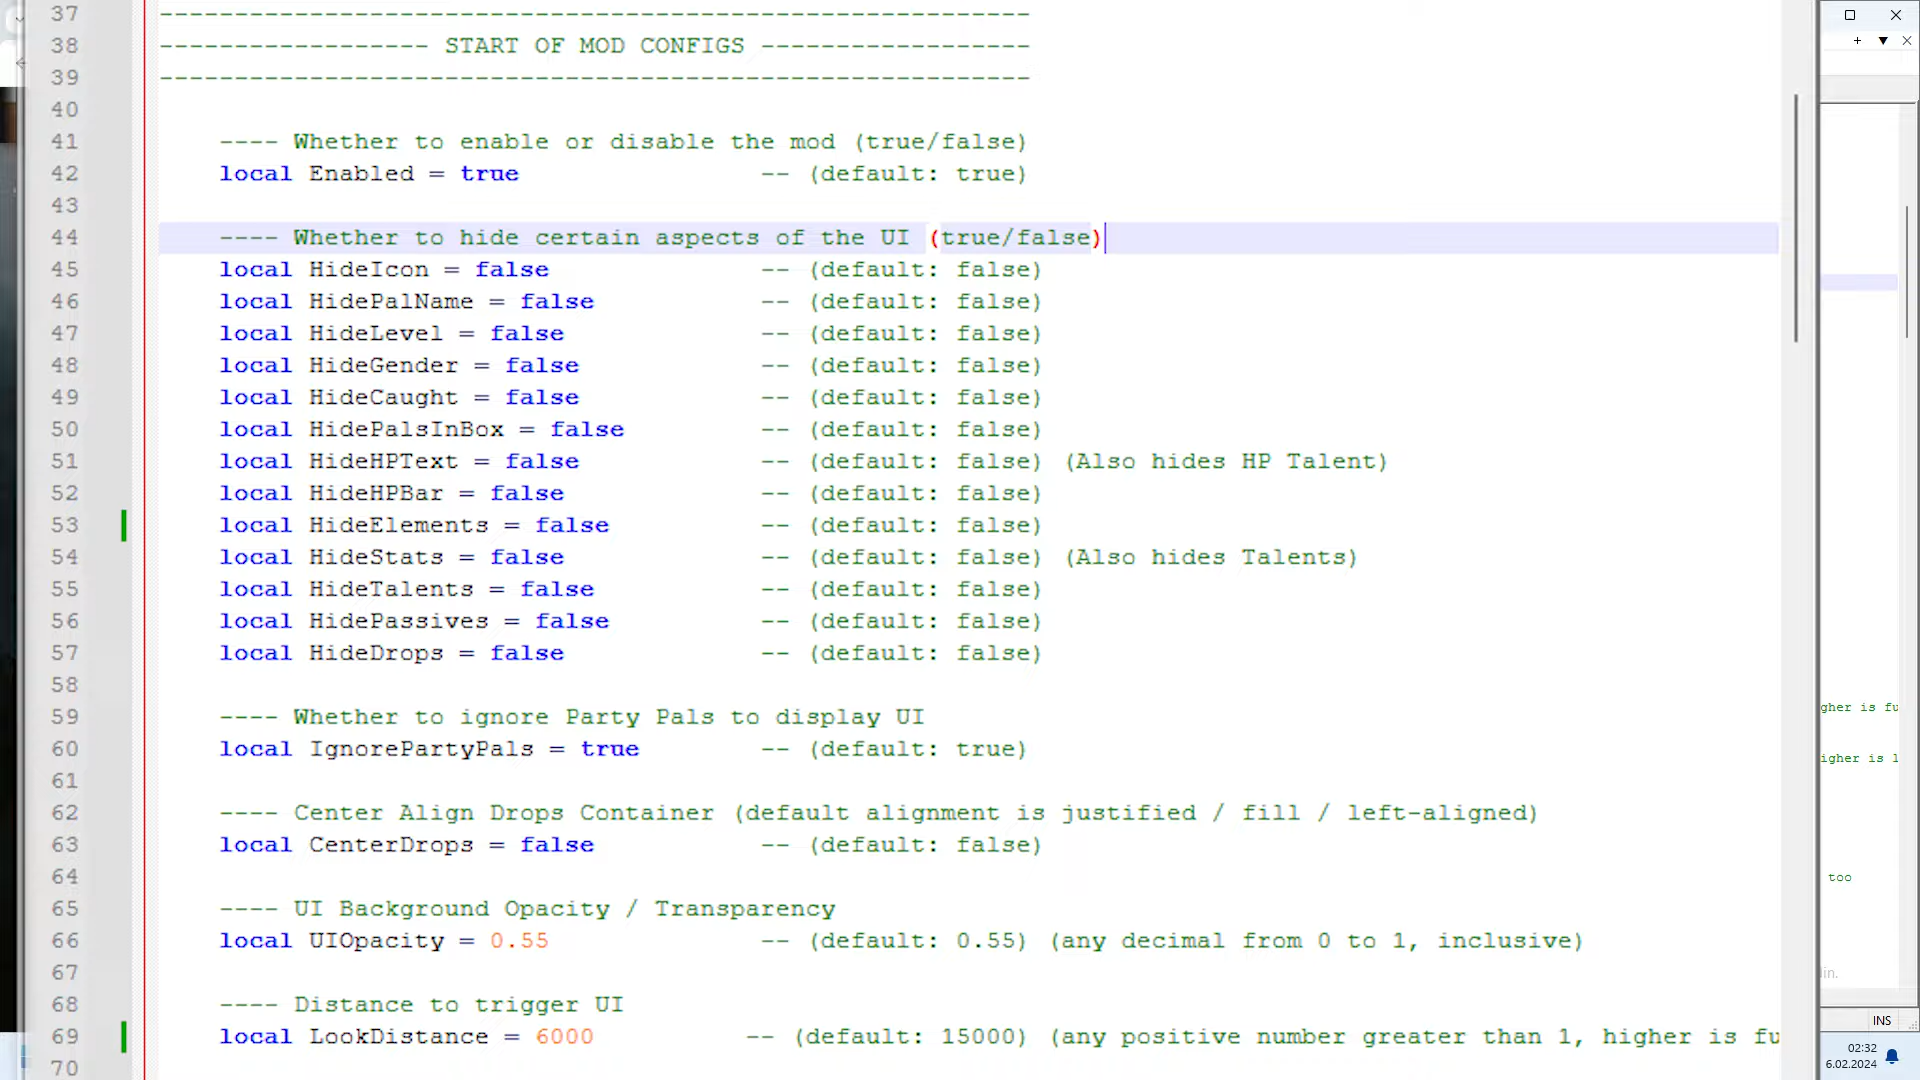 37 ----------------------------------------------------------
38 ------------------ START OF MOD CONFIGS ------------------
39 ----------------------------------------------------------
40
41 ---- Whether to enable or disable the mod (true/false)
42 local Enabled = true -- (default: true)
43
44 ---- Whether to hide certain aspects of the UI (true/false)
45 local HideIcon = false -- (default: false)
46 local HidePalName = false -- (default: false)
47 local HideLevel = false -- (default: false)
48 local HideGender = false -- (default: false)
49 local HideCaught = false -- (default: false)
50 local HidePalsInBox = false -- (default: false)
51 local HideHPText = false -- (default: false) (Also hides HP Talent)
52 local HideHPBar = false -- (default: false)
53 local HideElements = false -- (default: false)
54 local HideStats = false -- (default: false) (Also hides Talents)
55 local HideTalents = false -- (default: false)
56 local HidePassives = false -- (default: false)
57 local HideDrops = false -- (default: false)
58
59 ---- Whether to ignore Party Pals to display UI
60 local IgnorePartyPals = true -- (default: true)
61
62 ---- Center Align Drops Container (default alignment is justified / fill / left-aligned)
63 local CenterDrops = false -- (default: false)
64
65 ---- UI Background Opacity / Transparency
66 local UIOpacity = 0.55 -- (default: 0.55) (any decimal from 0 to 1, inclusive)
67
68 ---- Distance to trigger UI
69 local LookDistance = 6000 -- (default: 15000) (any positive number greater than 1, higher is fu
70
gher is fu
igher is l
too
lin.
INS
02:32
6.02.2024